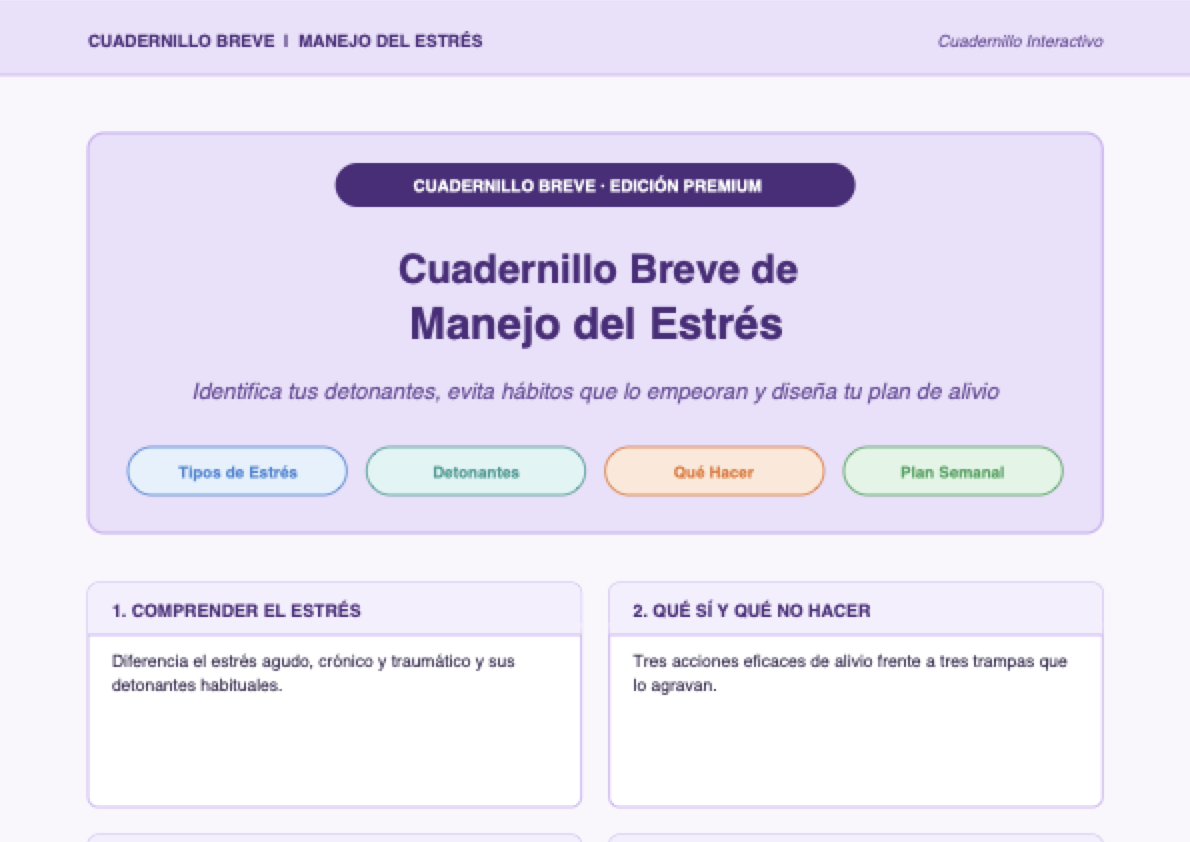 CUADERNILLO BREVE | MANEJO DEL ESTRÉS
Cuadernillo Interactivo
CUADERNILLO BREVE · EDICIÓN PREMIUM
Cuadernillo Breve de
Manejo del Estrés
Identifica tus detonantes, evita hábitos que lo empeoran y diseña tu plan de alivio
Tipos de Estrés
Detonantes
Qué Hacer
Plan Semanal
1. COMPRENDER EL ESTRÉS
Diferencia el estrés agudo, crónico y traumático y sus
detonantes habituales.
2. QUÉ SÍ Y QUÉ NO HACER
Tres acciones eficaces de alivio frente a tres trampas que
lo agravan.